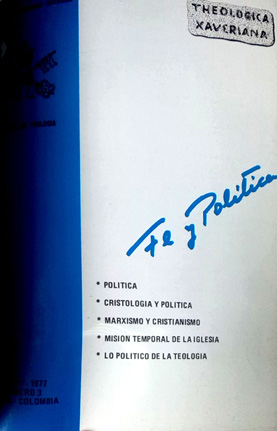 THEOLOGICA
XAVERIANA
Fe y Politica
* POLITICA
* CRISTOLOGIA Y POLITICA
* MARXISMO Y CRISTIANISMO
* MISION TEMPORAL DE LA IGLESIA
* LO POLITICO DE LA TEOLOGIA
1977
3
COLOMBIA